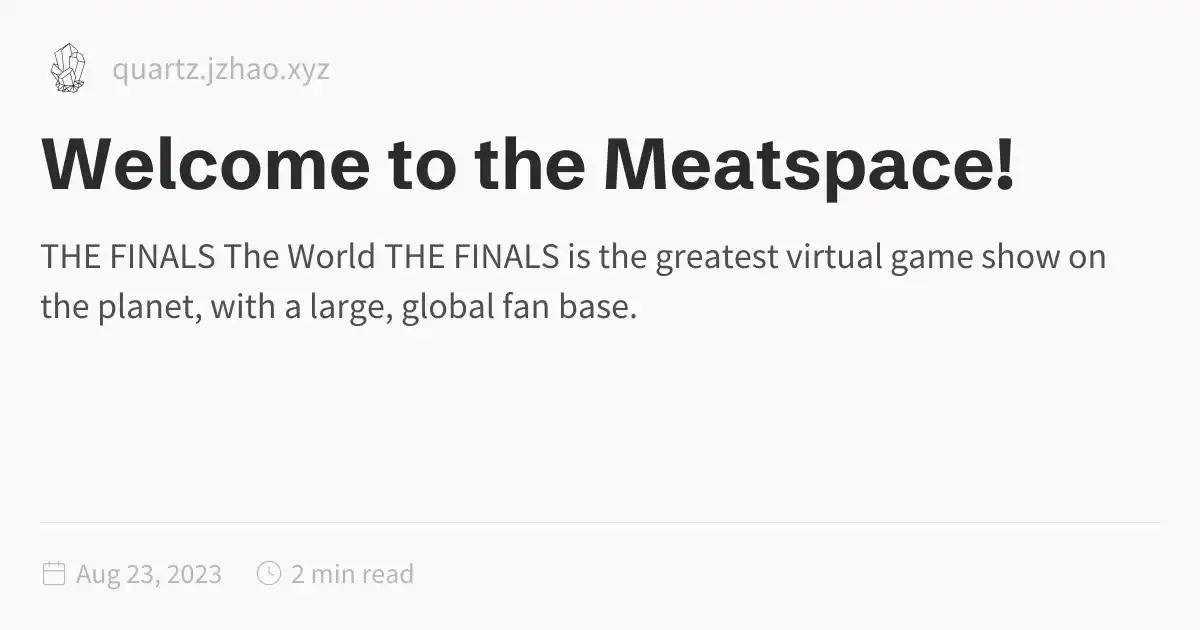 quartz.jzhao.xyz
Welcome to the Meatspace!
THE FINALS The World THE FINALS is the greatest virtual game show on
the planet, with a large, global fan base.
Aug 23, 2023 2 min read